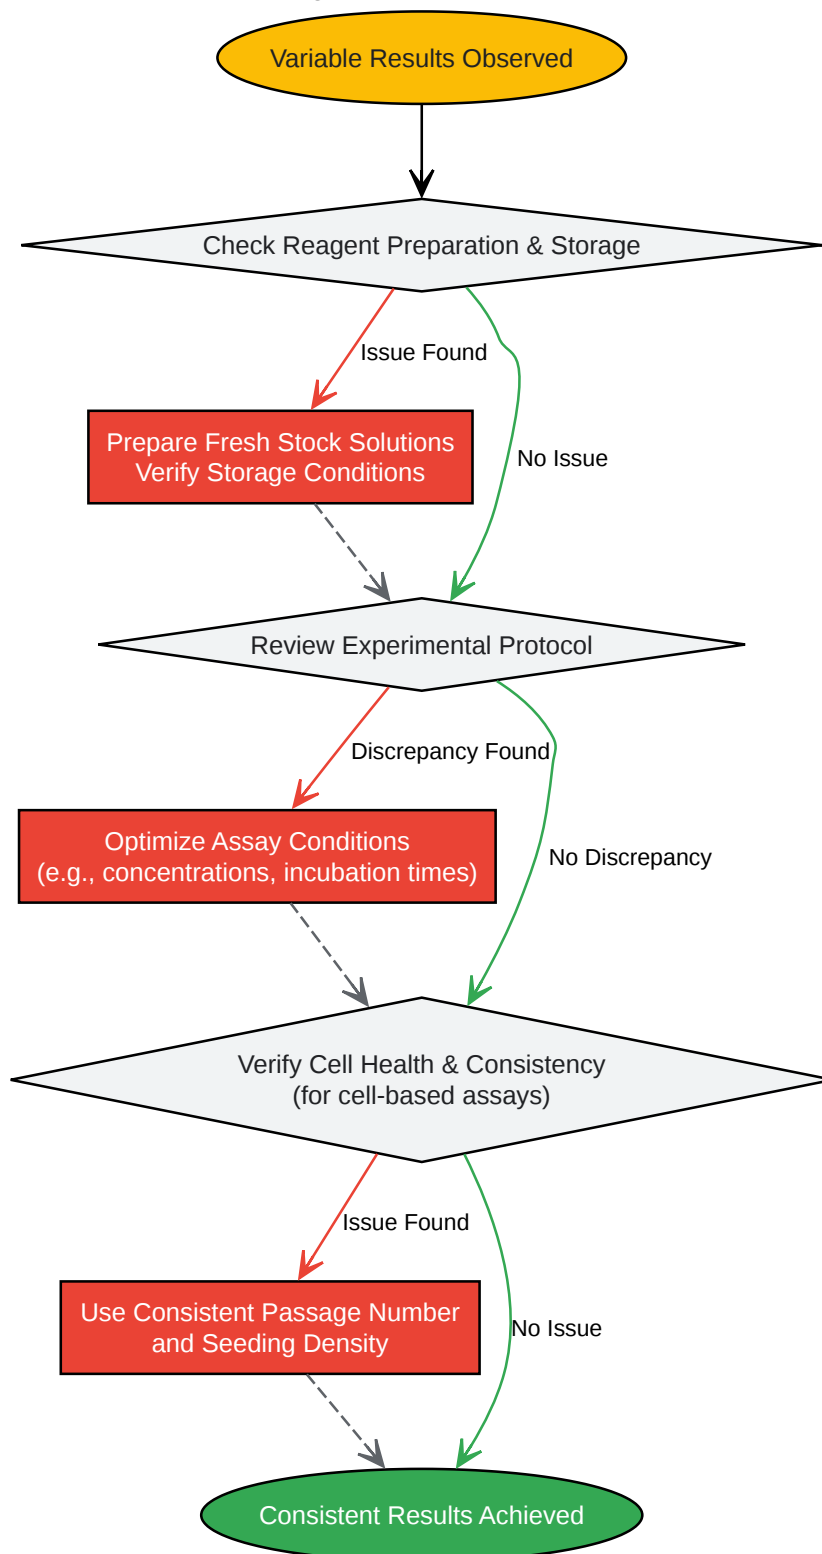 Variable Results Observed
Check Reagent Preparation & Storage
Issue Found
Prepare Fresh Stock Solutions
Verify Storage Conditions
No Issue
Review Experimental Protocol
Discrepancy Found
Optimize Assay Conditions
(e.g., concentrations, incubation times)
No Discrepancy
Verify Cell Health & Consistency
(for cell-based assays)
Issue Found
Use Consistent Passage Number
and Seeding Density
No Issue
Consistent Results Achieved